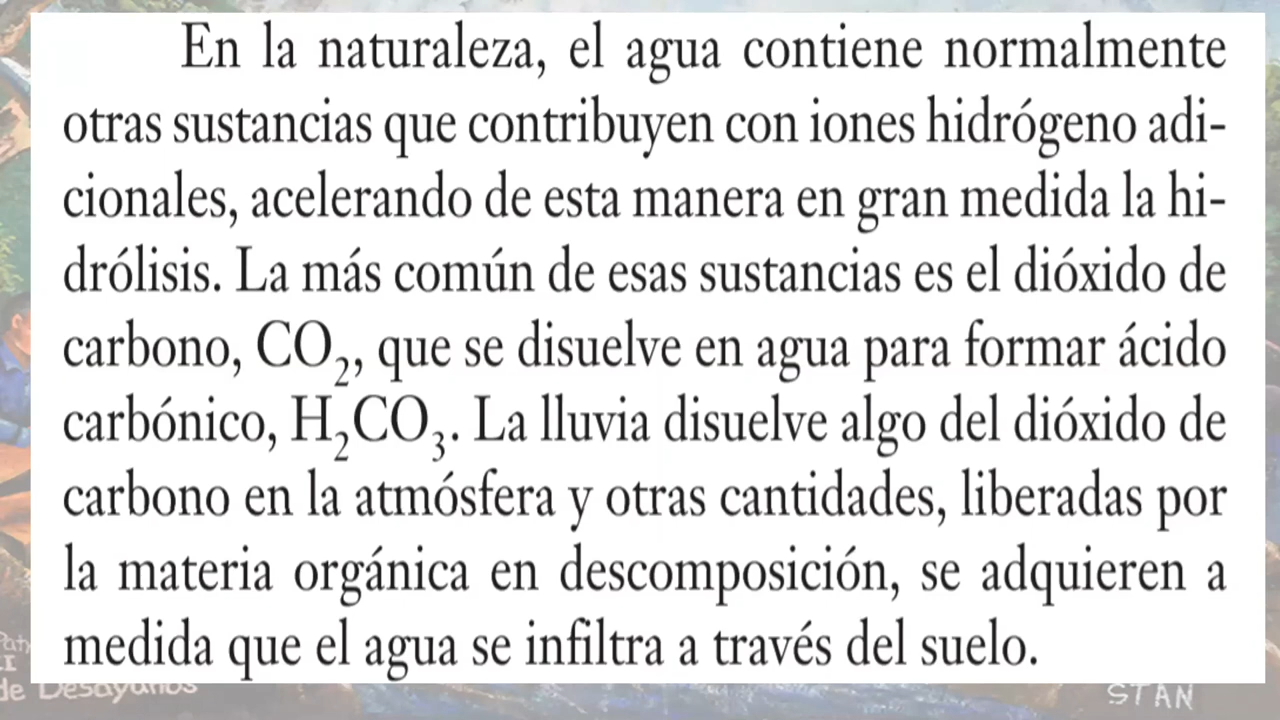 En la naturaleza, el agua contiene normalmente
otras sustancias que contribuyen con iones hidrógeno adi-
cionales, acelerando de esta manera en gran medida la hi-
drólisis. La más común de esas sustancias es el dióxido de
carbono, CO₂, que se disuelve en agua para formar ácido
carbónico, H₂CO₃. La lluvia disuelve algo del dióxido de
carbono en la atmósfera y otras cantidades, liberadas por
la materia orgánica en descomposición, se adquieren a
medida que el agua se infiltra a través del suelo.
de Desayunos
STAN